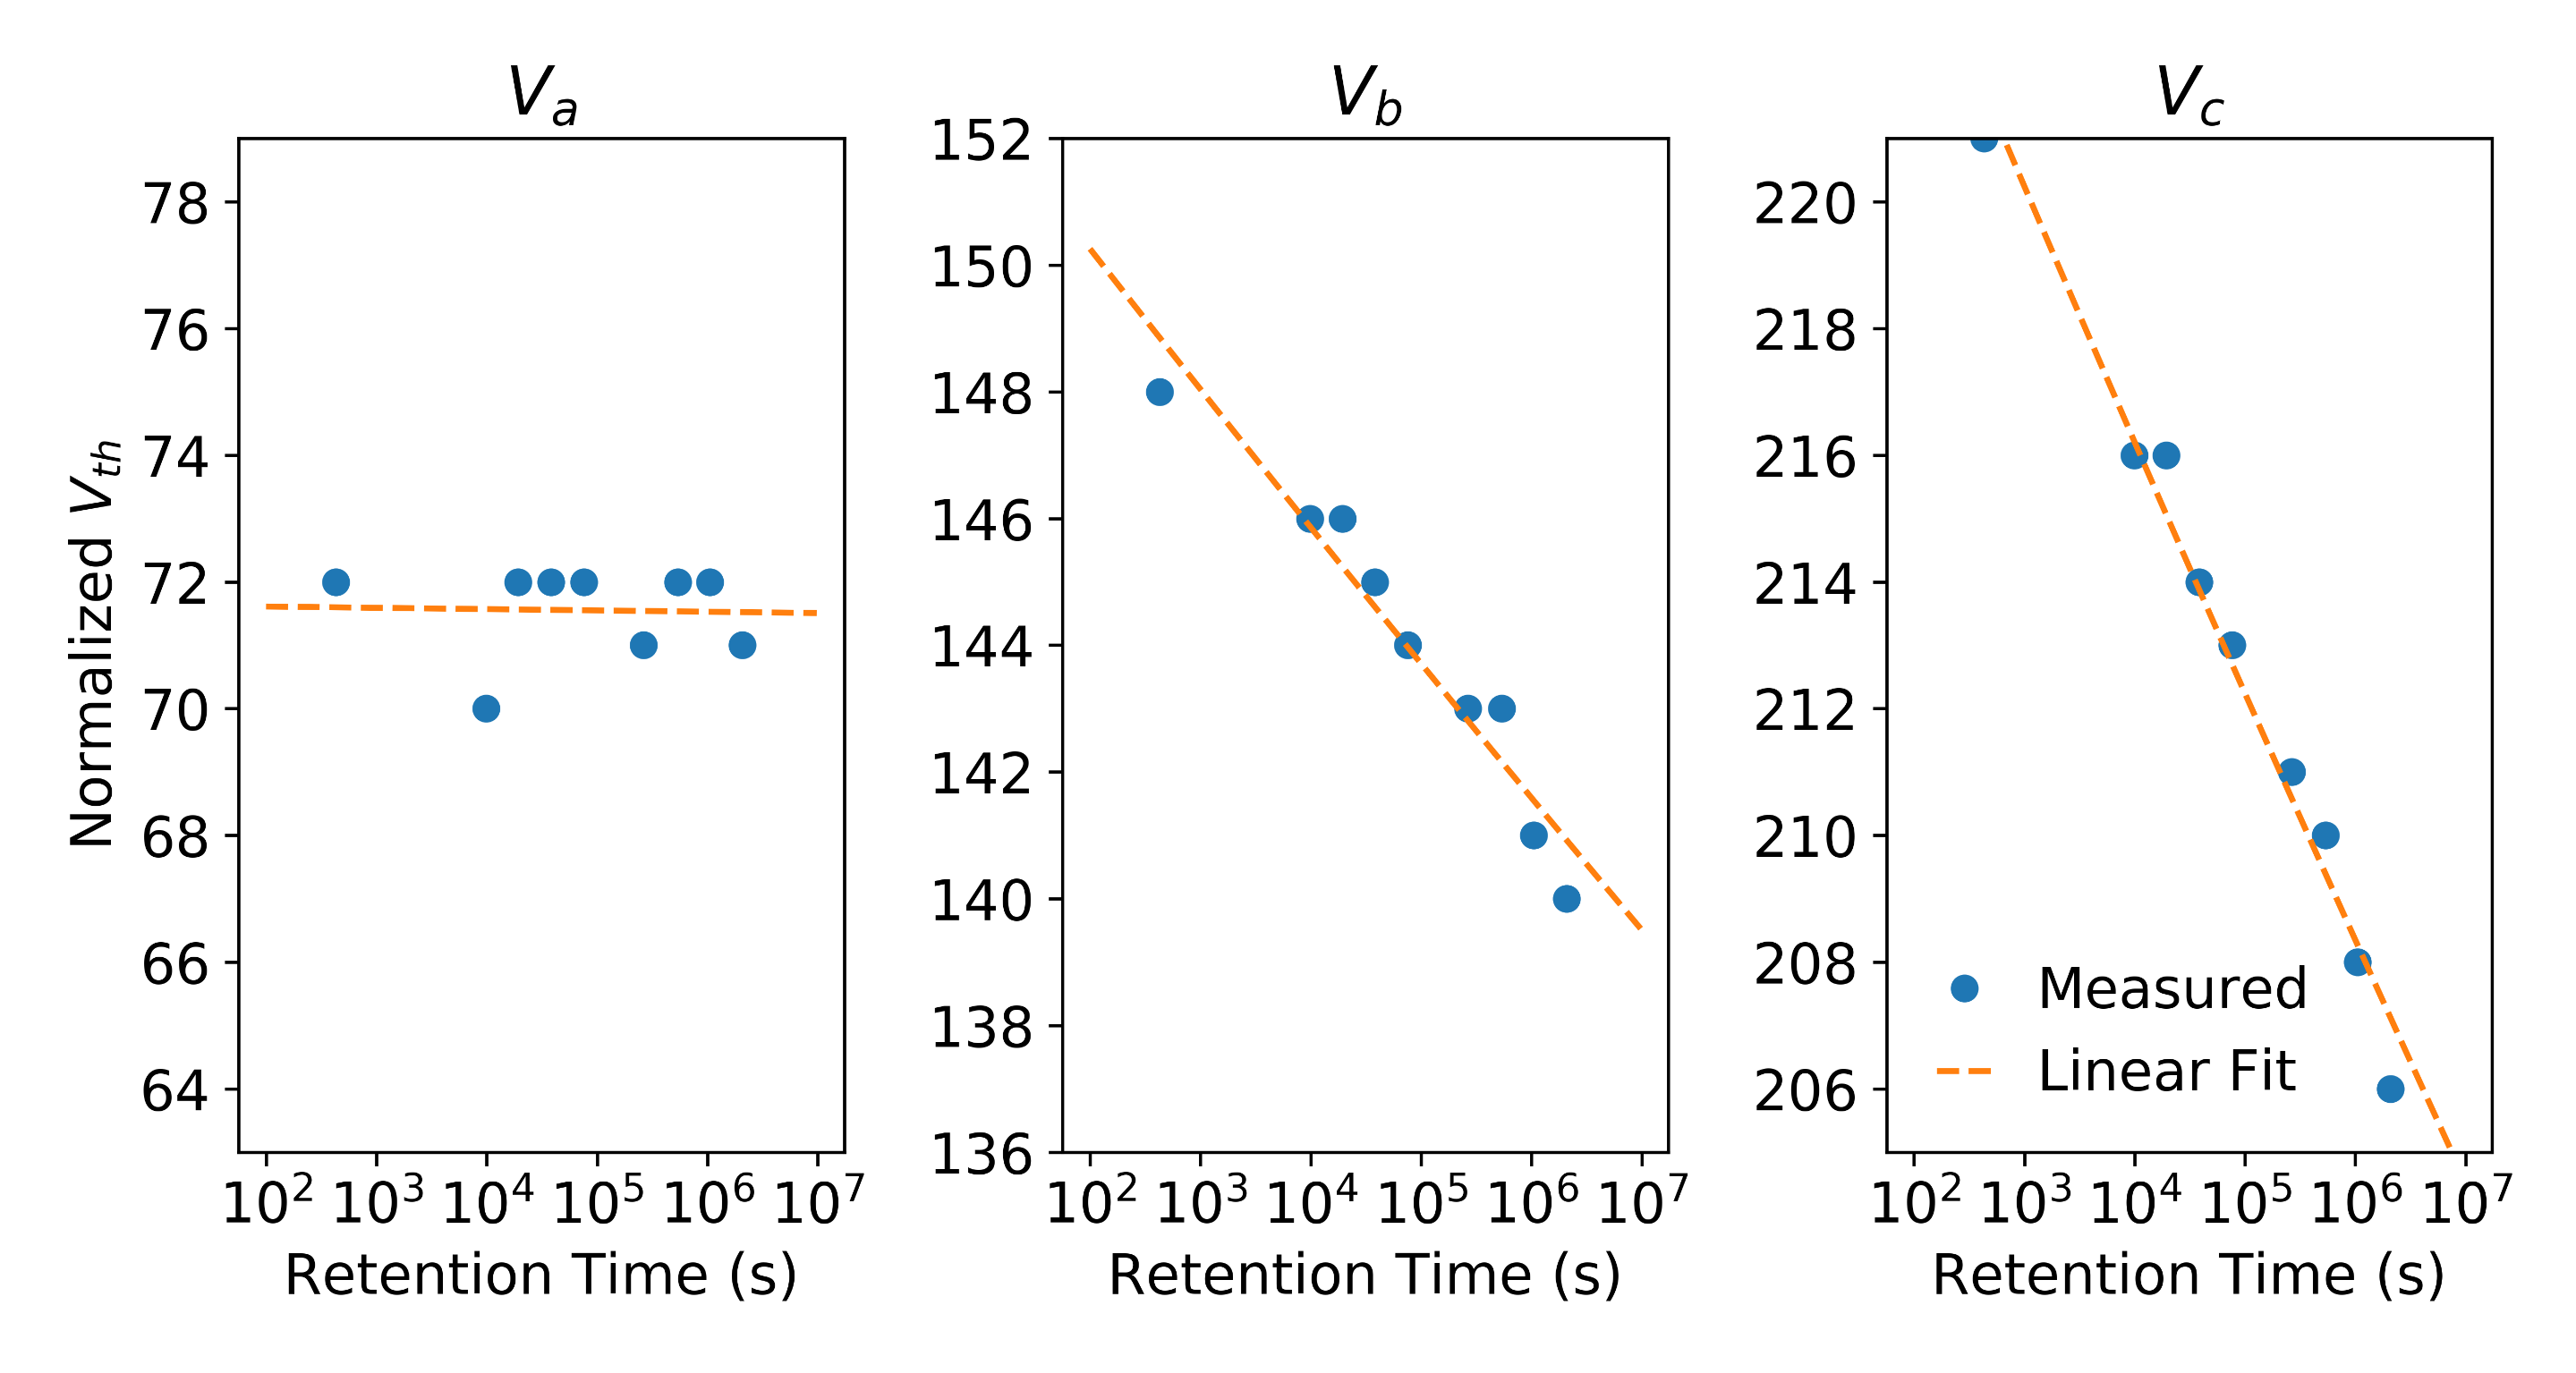 V_a
V_b
V_c
Normalized V_th
78
76
74
72
70
68
66
64
10^2 10^3 10^4 10^5 10^6 10^7
Retention Time (s)
152
150
148
146
144
142
140
138
136
10^2 10^3 10^4 10^5 10^6 10^7
Retention Time (s)
220
218
216
214
212
210
208
206
Measured
Linear Fit
10^2 10^3 10^4 10^5 10^6 10^7
Retention Time (s)